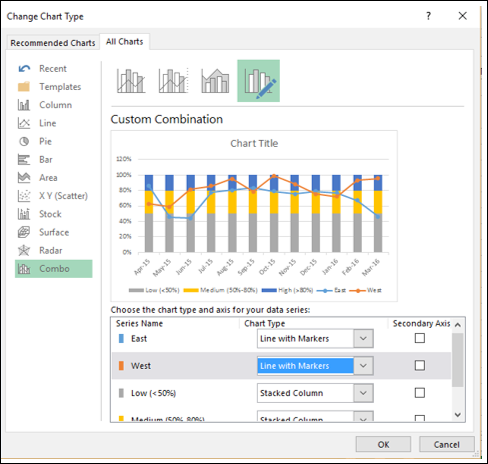 Change Chart Type
?
Recommended Charts
All Charts
Recent
Templates
Column
Line
Pie
Bar
Area
X Y (Scatter)
Stock
Surface
Radar
Combo
Custom Combination
Chart Title
120%
100%
80%
60%
40%
20%
0%
Apr-15 May-15 Jun-15 Jul-15 Aug-15 Sep-15 Oct-15 Nov-15 Dec-15 Jan-16 Feb-16 Mar-16
Low (<50%) Medium (50%-80%) High (>80%) East West
Choose the chart type and axis for your data series:
Series Name Chart Type Secondary Axis
East Line with Markers
West Line with Markers
Low (<50%) Stacked Column
Medium (50%-80%) Stacked Column
OK Cancel